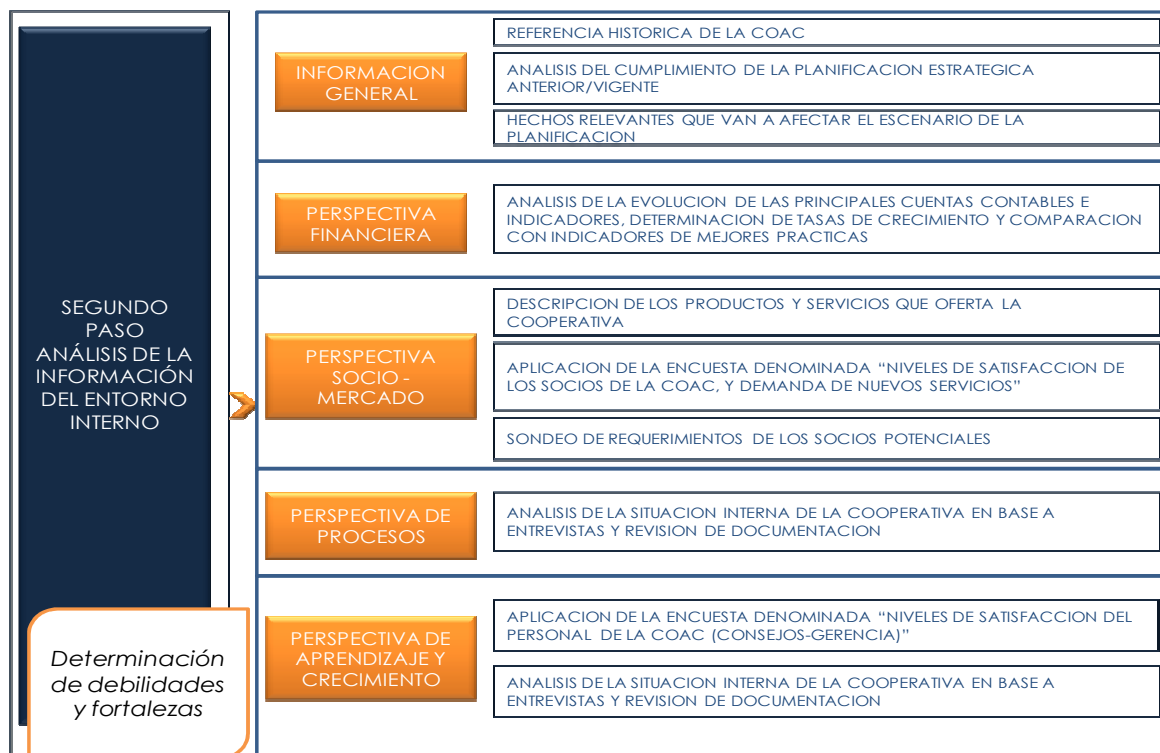 SEGUNDO
PASO
ANÁLISIS DE LA
INFORMACIÓN
DEL ENTORNO
INTERNO
Determinación
de debilidades
y fortalezas
INFORMACION
GENERAL
REFERENCIA HISTORICA DE LA COAC
ANALISIS DEL CUMPLIMIENTO DE LA PLANIFICACION ESTRATEGICA
ANTERIOR/VIGENTE
HECHOS RELEVANTES QUE VAN A AFECTAR EL ESCENARIO DE LA
PLANIFICACION
PERSPECTIVA
FINANCIERA
ANALISIS DE LA EVOLUCION DE LAS PRINCIPALES CUENTAS CONTABLES E
INDICADORES, DETERMINACION DE TASAS DE CRECIMIENTO Y COMPARACION
CON INDICADORES DE MEJORES PRACTICAS
PERSPECTIVA
SOCIO -
MERCADO
DESCRIPCION DE LOS PRODUCTOS Y SERVICIOS QUE OFERTA LA
COOPERATIVA
APLICACION DE LA ENCUESTA DENOMINADA “NIVELES DE SATISFACCION DE
LOS SOCIOS DE LA COAC, Y DEMANDA DE NUEVOS SERVICIOS”
SONDEO DE REQUERIMIENTOS DE LOS SOCIOS POTENCIALES
PERSPECTIVA DE
PROCESOS
ANALISIS DE LA SITUACION INTERNA DE LA COOPERATIVA EN BASE A
ENTREVISTAS Y REVISION DE DOCUMENTACION
PERSPECTIVA DE
APRENDIZAJE Y
CRECIMIENTO
APLICACION DE LA ENCUESTA DENOMINADA “NIVELES DE SATISFACCION DEL
PERSONAL DE LA COAC (CONSEJOS-GERENCIA)”
ANALISIS DE LA SITUACION INTERNA DE LA COOPERATIVA EN BASE A
ENTREVISTAS Y REVISION DE DOCUMENTACION